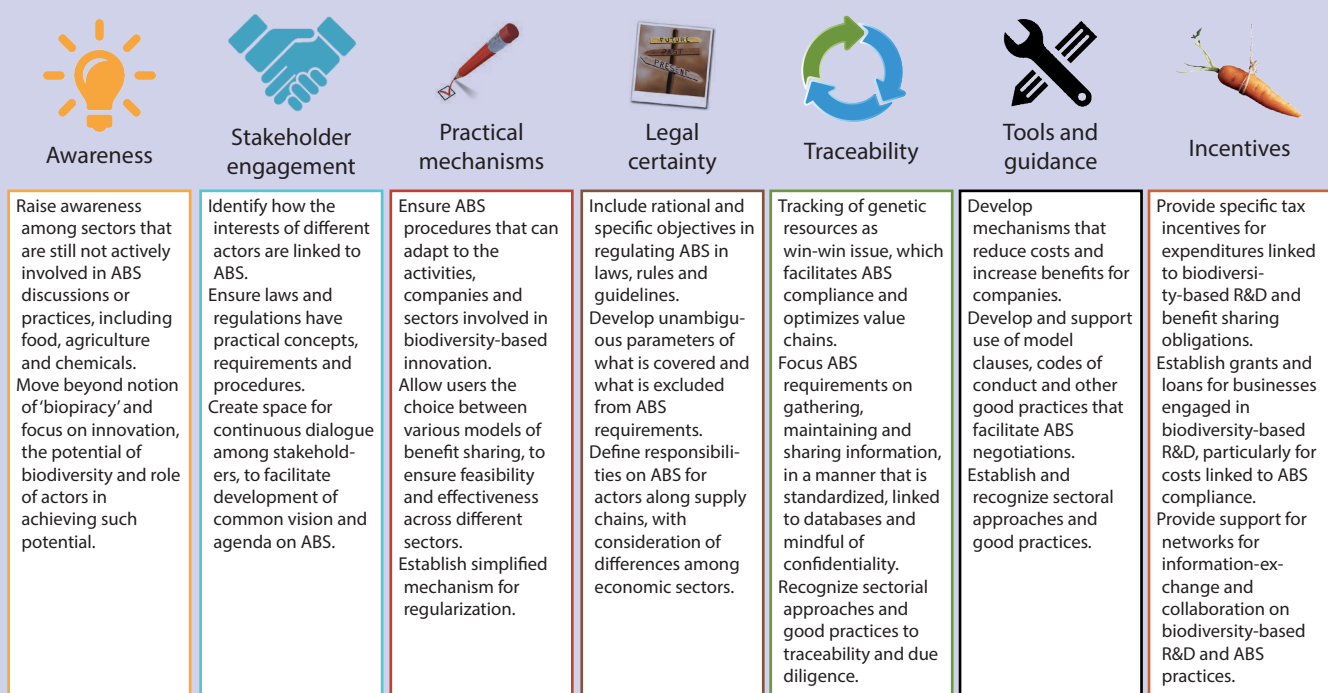 Awareness
Stakeholder
engagement
Practical
mechanisms
FUTURE
PAST
PRESENT
Legal
certainty
Traceability
Tools and
guidance
Incentives
Raise awareness
among sectors that
are still not actively
involved in ABS
discussions or
practices, including
food, agriculture
and chemicals.
Move beyond notion
of ‘biopiracy’ and
focus on innovation,
the potential of
biodiversity and role
of actors in
achieving such
potential.
Identify how the
interests of different
actors are linked to
ABS.
Ensure laws and
regulations have
practical concepts,
requirements and
procedures.
Create space for
continuous dialogue
among stakehold-
ers, to facilitate
development of
common vision and
agenda on ABS.
Ensure ABS
procedures that can
adapt to the
activities,
companies and
sectors involved in
biodiversity-based
innovation.
Allow users the
choice between
various models of
benefit sharing, to
ensure feasibility
and effectiveness
across different
sectors.
Establish simplified
mechanism for
regularization.
Include rational and
specific objectives in
regulating ABS in
laws, rules and
guidelines.
Develop unambigu-
ous parameters of
what is covered and
what is excluded
from ABS
requirements.
Define responsibili-
ties on ABS for
actors along supply
chains, with
consideration of
differences among
economic sectors.
Tracking of genetic
resources as
win-win issue, which
facilitates ABS
compliance and
optimizes value
chains.
Focus ABS
requirements on
gathering,
maintaining and
sharing information,
in a manner that is
standardized, linked
to databases and
mindful of
confidentiality.
Recognize sectorial
approaches and
good practices to
traceability and due
diligence.
Develop
mechanisms that
reduce costs and
increase benefits for
companies.
Develop and support
use of model
clauses, codes of
conduct and other
good practices that
facilitate ABS
negotiations.
Establish and
recognize sectoral
approaches and
good practices.
Provide specific tax
incentives for
expenditures linked
to biodiversi-
ty-based R&D and
benefit sharing
obligations.
Establish grants and
loans for businesses
engaged in
biodiversity-based
R&D, particularly for
costs linked to ABS
compliance.
Provide support for
networks for
information-ex-
change and
collaboration on
biodiversity-based
R&D and ABS
practices.